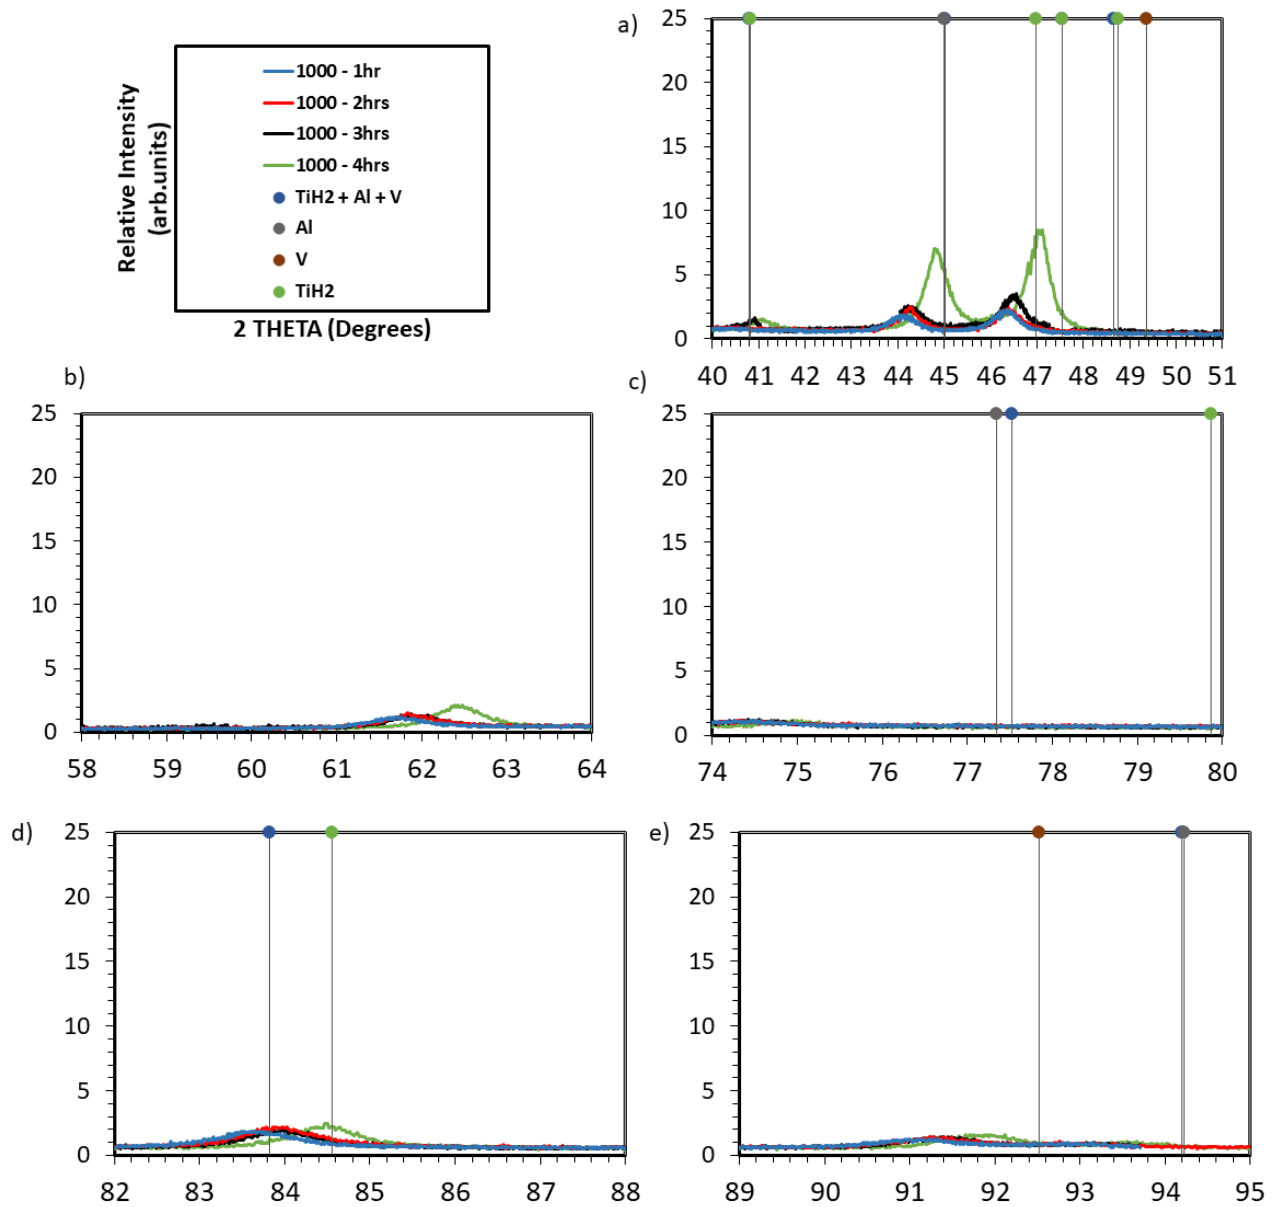 a)
Relative Intensity
(arb.units)
1000 - 1hr
1000 - 2hrs
1000 - 3hrs
1000 - 4hrs
TiH2 + Al + V
Al
V
TiH2
2 THETA (Degrees)
25
20
15
10
5
0
40 41 42 43 44 45 46 47 48 49 50 51
b)
25
20
15
10
5
0
58 59 60 61 62 63 64
c)
25
20
15
10
5
0
74 75 76 77 78 79 80
d)
25
20
15
10
5
0
82 83 84 85 86 87 88
e)
25
20
15
10
5
0
89 90 91 92 93 94 95